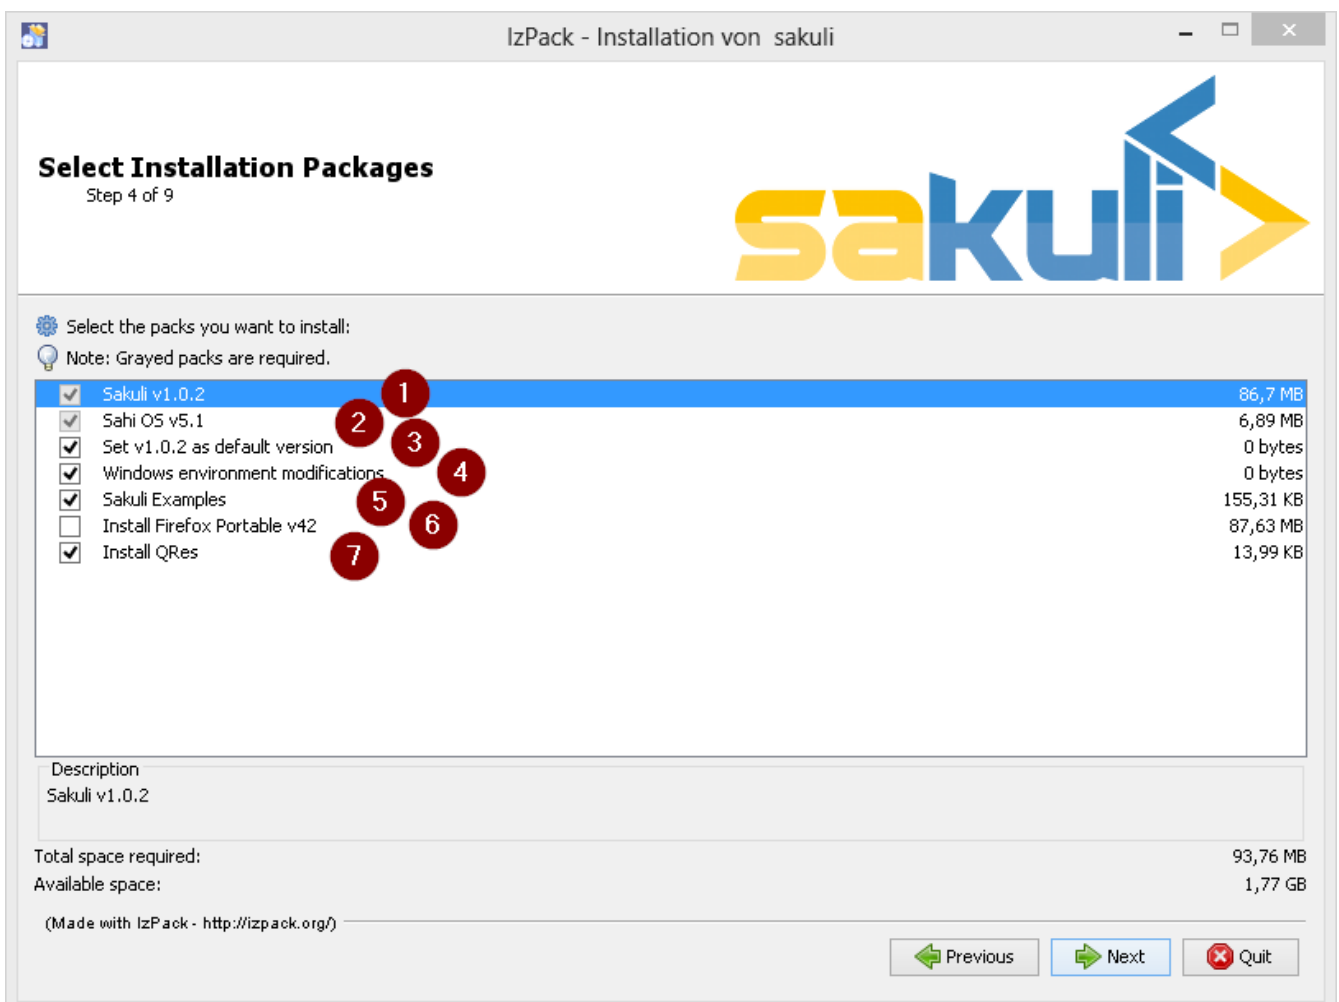 IzPack - Installation von  sakuli
Select Installation Packages
Step 4 of 9
sakuli
Select the packs you want to install:
Note: Grayed packs are required.
Sakuli v1.0.2 1 86,7 MB
Sahi OS v5.1 2 6,89 MB
Set v1.0.2 as default version 3 0 bytes
Windows environment modifications 4 0 bytes
Sakuli Examples 5 155,31 KB
Install Firefox Portable v42 6 87,63 MB
Install QRes 7 13,99 KB
Description
Sakuli v1.0.2
Total space required: 93,76 MB
Available space: 1,77 GB
(Made with IzPack - http://izpack.org/)
Previous Next Quit